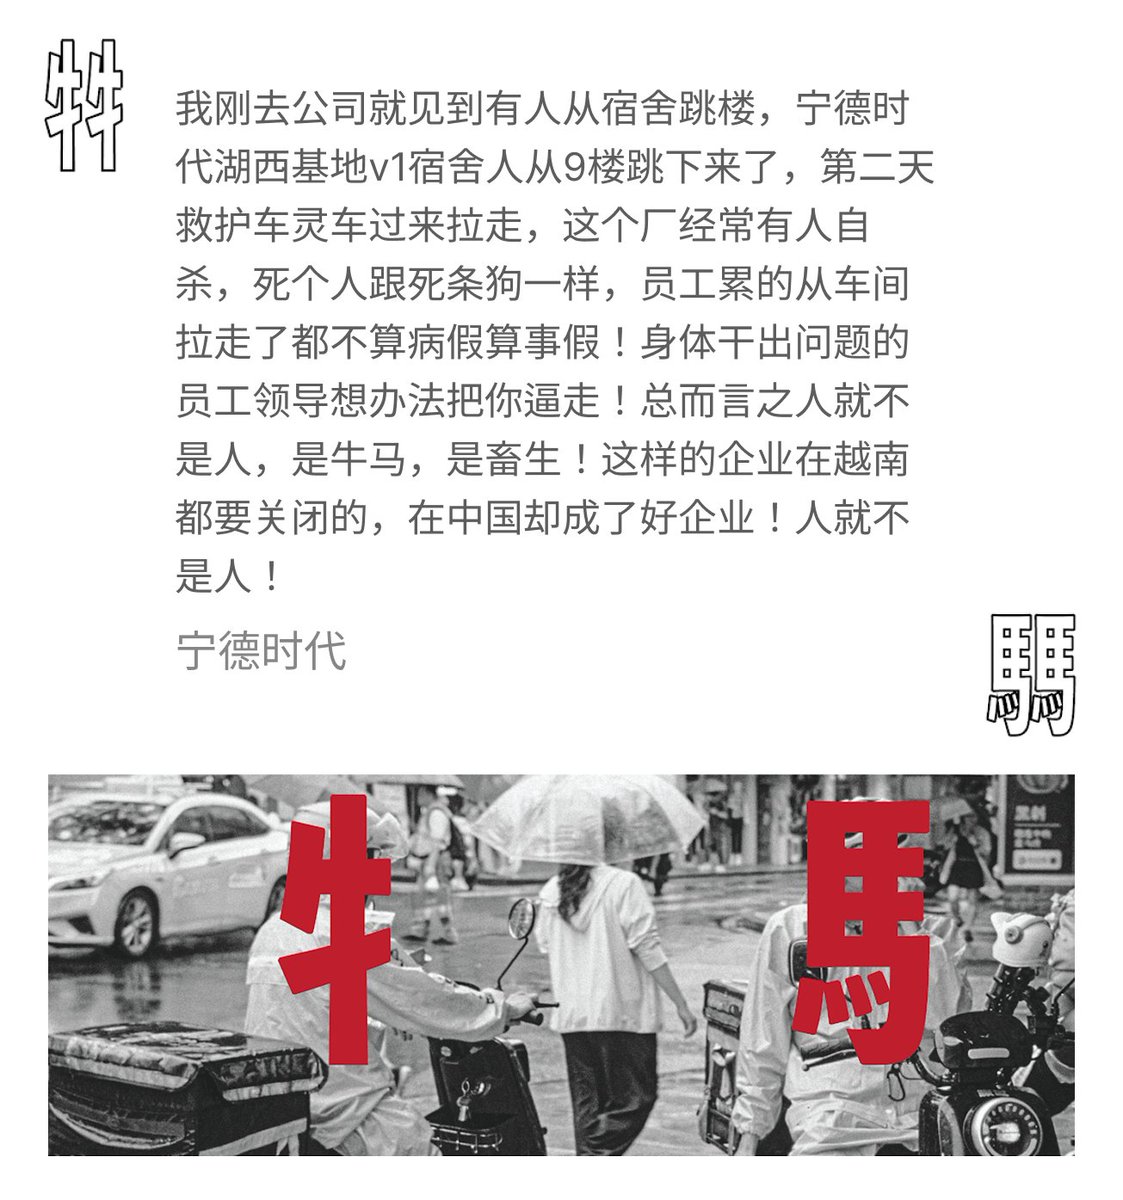 牛牛
我刚去公司就见到有人从宿舍跳楼，宁德时
代湖西基地v1宿舍人从9楼跳下来了，第二天
救护车灵车过来拉走，这个厂经常有人自
杀，死个人跟死条狗一样，员工累的从车间
拉走了都不算病假算事假！身体干出问题的
员工领导想办法把你逼走！总而言之人就不
是人，是牛马，是畜生！这样的企业在越南
都要关闭的，在中国却成了好企业！人就不
是人！
宁德时代
馬馬
牛 馬